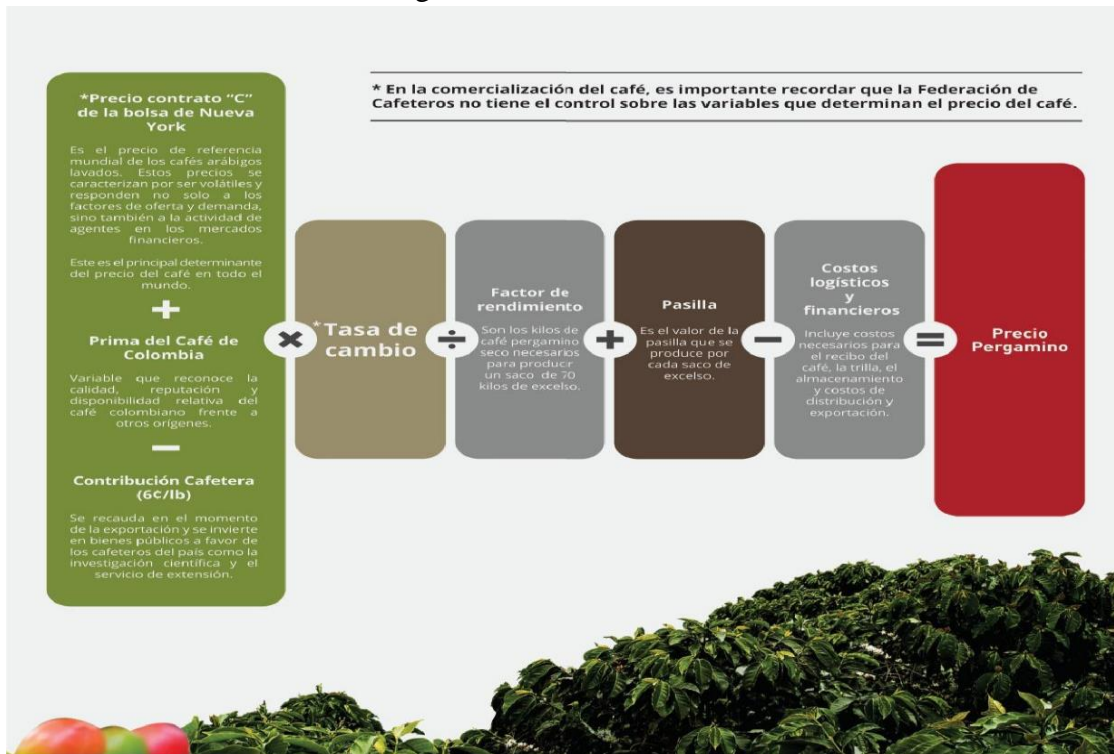 *Precio contrato “C”
de la bolsa de Nueva
York
Es el precio de referencia
mundial de los cafés arábigos
lavados. Estos precios se
caracterizan por ser volátiles y
responden no solo a los
factores de oferta y demanda,
sino también a la actividad de
agentes en los mercados
financieros.
Este es el principal determinante
del precio del café en todo el
mundo.
+
Prima del Café de
Colombia
Variable que reconoce la
calidad, reputación y
disponibilidad relativa del
café colombiano frente a
otros orígenes.
−
Contribución Cafetera
(6¢/lb)
Se recauda en el momento
de la exportación y se invierte
en bienes públicos a favor de
los cafeteros del país como la
investigación científica y el
servicio de extensión.
* En la comercialización del café, es importante recordar que la Federación de
Cafeteros no tiene el control sobre las variables que determinan el precio del café.
×
*Tasa de
cambio
÷
Factor de
rendimiento
Son los kilos de
café pergamino
seco necesarios
para producir
un saco de 70
kilos de excelso.
+
Pasilla
Es el valor de la
pasilla que se
produce por
cada saco de
excelso.
−
Costos
logísticos
y
financieros
Incluye costos
necesarios para
el recibo del
café, la trilla, el
almacenamiento
y costos de
distribución y
exportación.
=
Precio
Pergamino